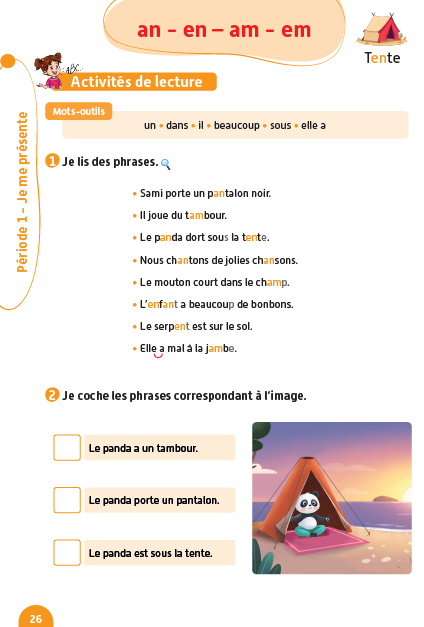 an - en – am - em
Tente
ABC
Activités de lecture
Mots-outils
un • dans • il • beaucoup • sous • elle a
Période 1 - Je me présente
1 Je lis des phrases.
• Sami porte un pantalon noir.
• Il joue du tambour.
• Le panda dort sous la tente.
• Nous chantons de jolies chansons.
• Le mouton court dans le champ.
• L'enfant a beaucoup de bonbons.
• Le serpent est sur le sol.
• Elle a mal à la jambe.
2 Je coche les phrases correspondant à l'image.
Le panda a un tambour.
Le panda porte un pantalon.
Le panda est sous la tente.
26